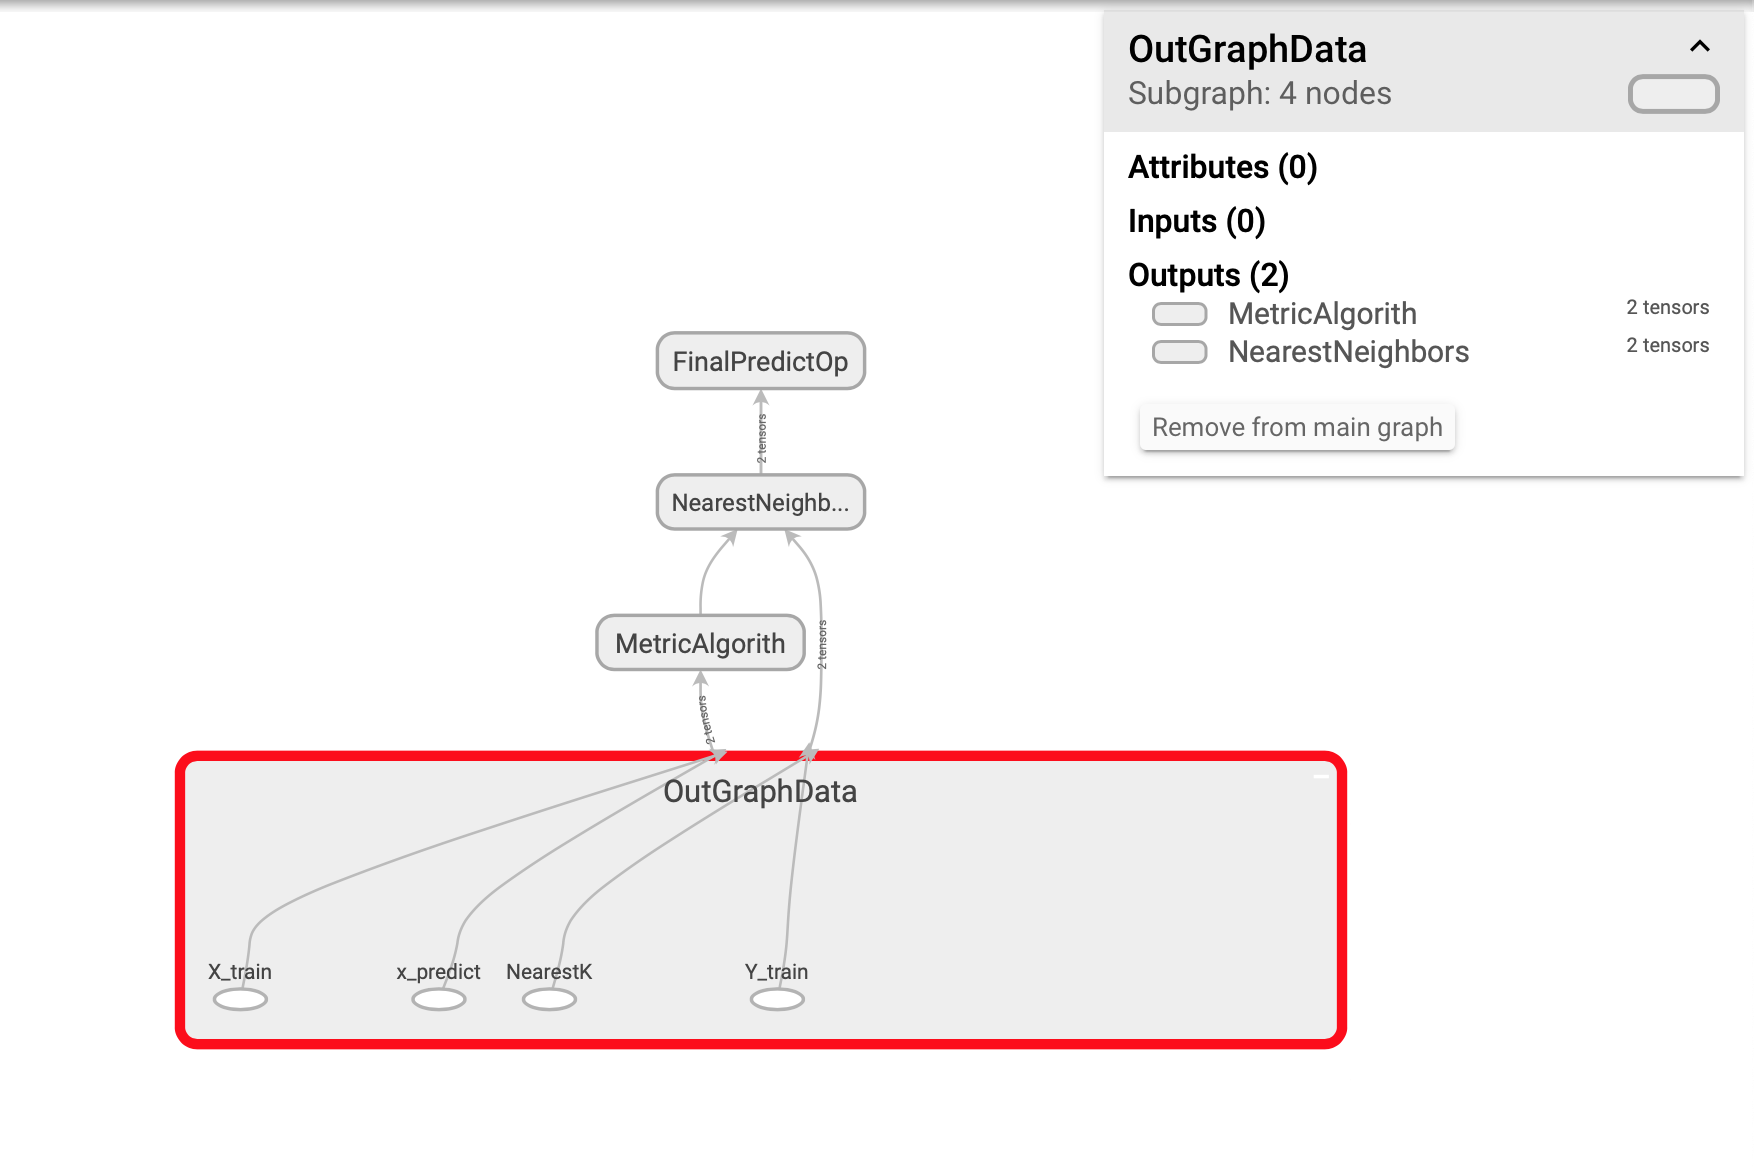 OutGraphData
Subgraph: 4 nodes
Attributes (0)
Inputs (0)
Outputs (2)
MetricAlgorith 2 tensors
NearestNeighbors 2 tensors
Remove from main graph
FinalPredictOp
2 tensors
NearestNeighb...
MetricAlgorith
2 tensors
2 tensors
OutGraphData
X_train
x_predict
NearestK
Y_train